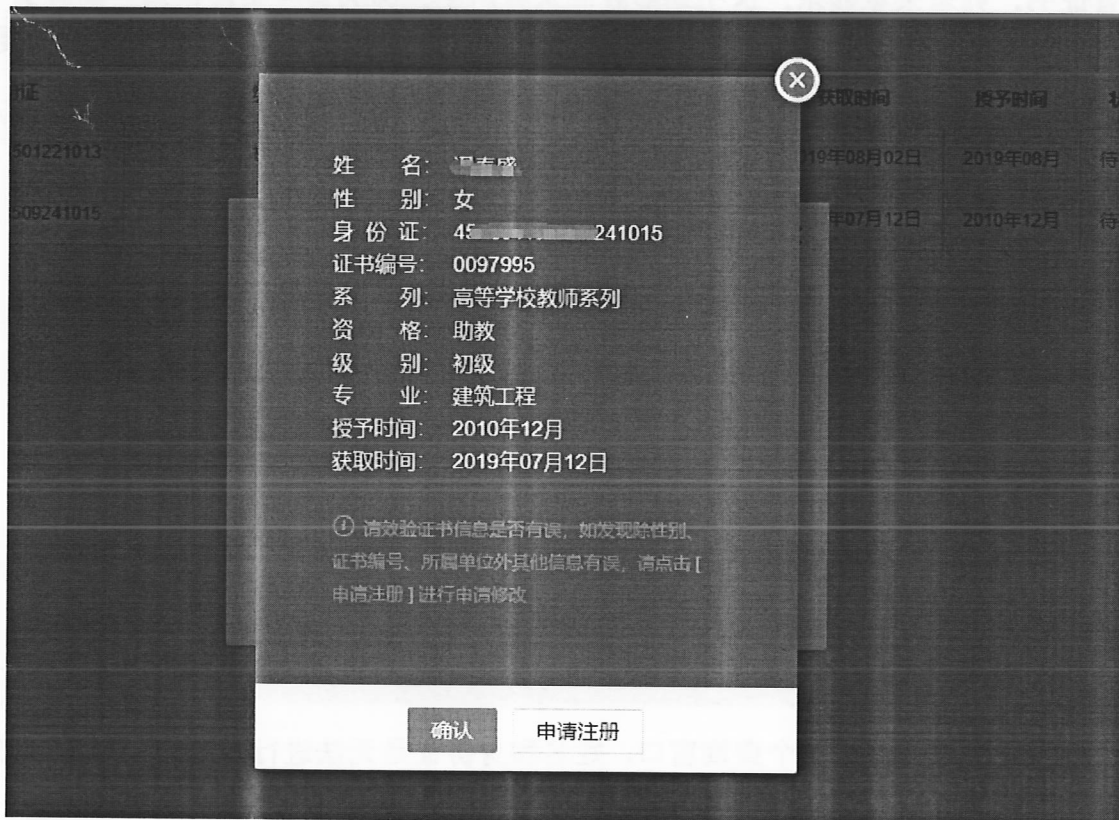 证
获取时间 授予时间
501221013 19年08月02日 2019年08月 待
509241015 年07月12日 2010年12月 待
姓 名:
性 别: 女
身 份 证: 45 241015
证书编号: 0097995
系 列: 高等学校教师系列
资 格: 助教
级 别: 初级
专 业: 建筑工程
授予时间: 2010年12月
获取时间: 2019年07月12日
请效验证书信息是否有误, 如发现除性别、
证书编号、所属单位外其他信息有误, 请点击 [
申请注册 ] 进行申请修改
确认 申请注册